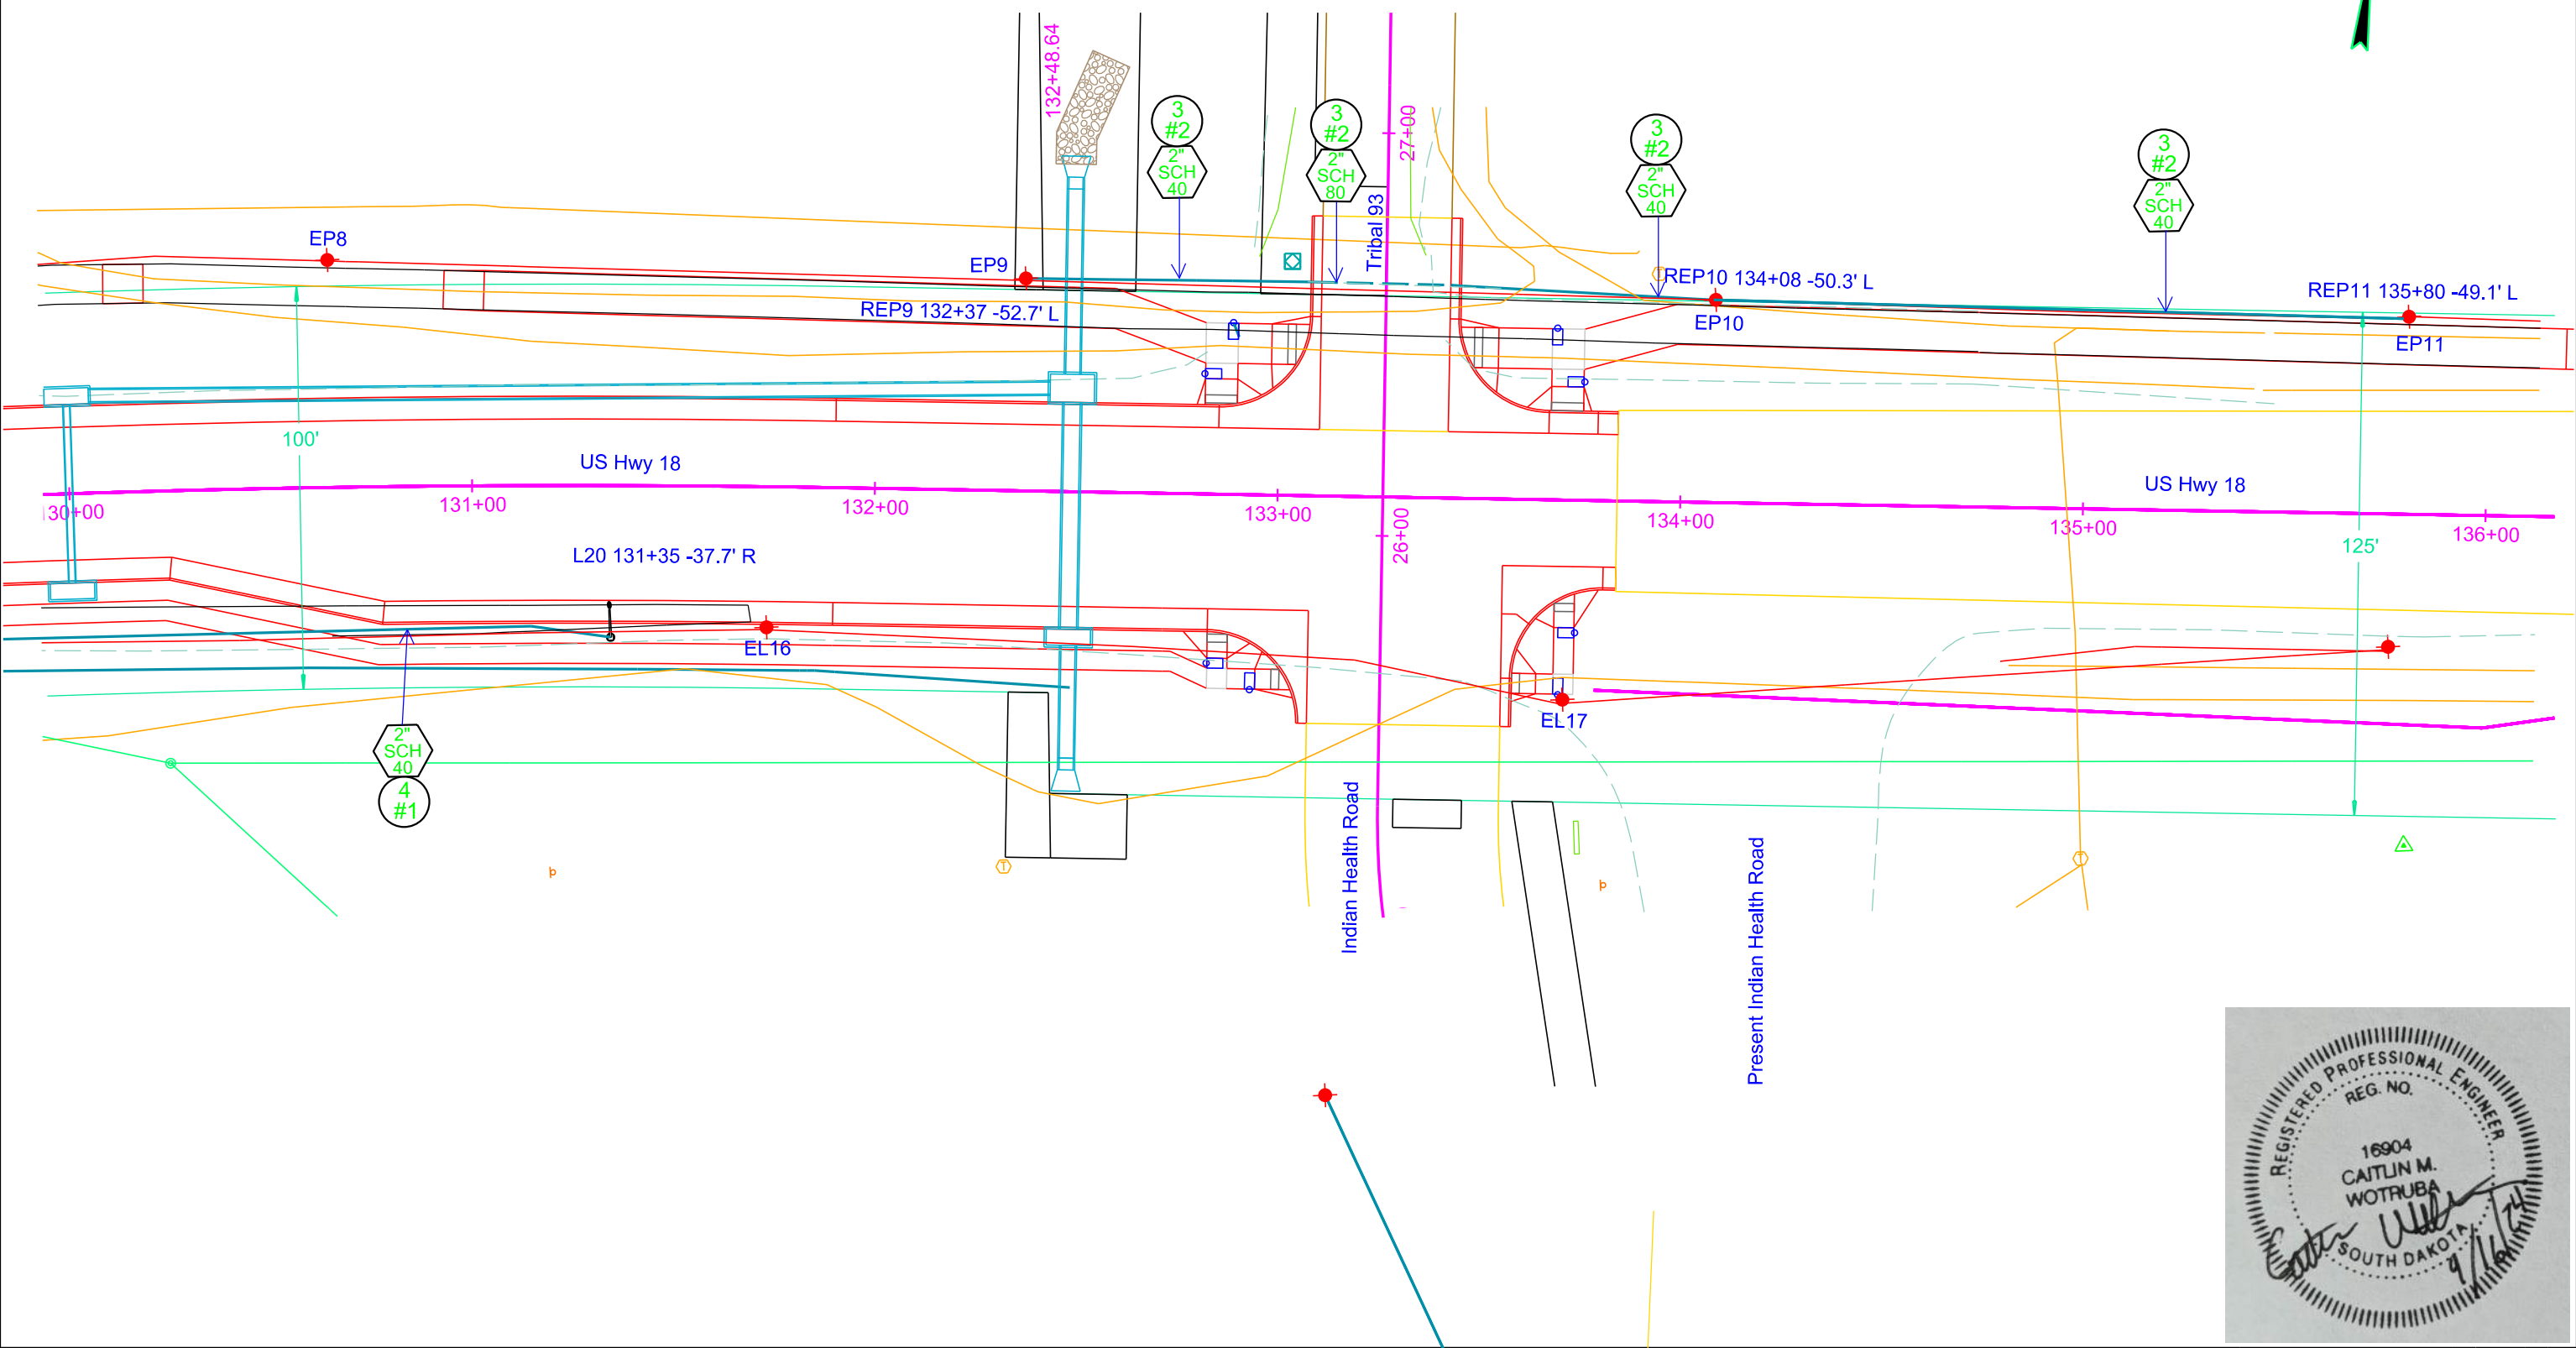 132+48.64
3
#2
2"
SCH
40
3
#2
2"
SCH
80
27+00
Tribal 93
3
#2
2"
SCH
40
3
#2
2"
SCH
40
EP8
EP9
REP9 132+37 -52.7' L
REP10 134+08 -50.3' L
EP10
REP11 135+80 -49.1' L
EP11
100'
US Hwy 18
US Hwy 18
30+00
131+00
132+00
133+00
26+00
134+00
135+00
136+00
125'
L20 131+35 -37.7' R
EL16
EL17
2"
SCH
40
4
#1
T
T
Indian Health Road
Present Indian Health Road
REGISTERED PROFESSIONAL ENGINEER
REG. NO.
16904
CAITLIN M.
WOTRUBA
SOUTH DAKOTA
9/16/24